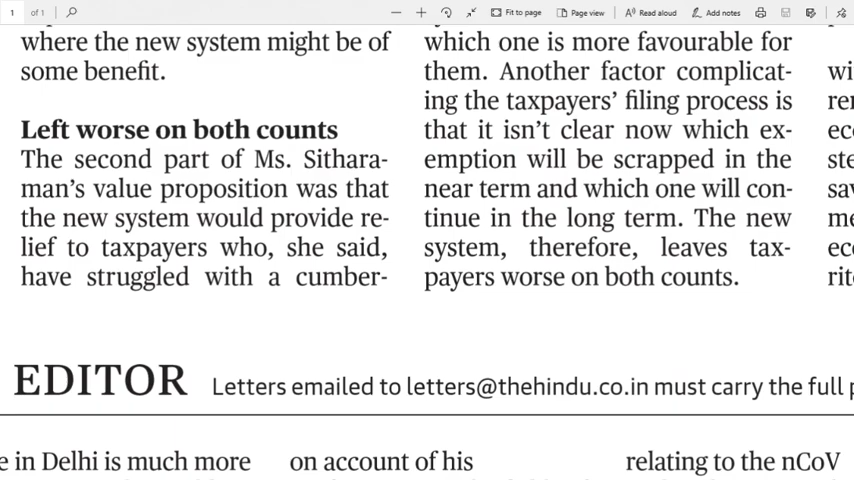 1 of 1 Fit to page Page view Read aloud Add notes
where the new system might be of
some benefit.
Left worse on both counts
The second part of Ms. Sithara-
man's value proposition was that
the new system would provide re-
lief to taxpayers who, she said,
have struggled with a cumber-
which one is more favourable for
them. Another factor complicat-
ing the taxpayers' filing process is
that it isn't clear now which ex-
emption will be scrapped in the
near term and which one will con-
tinue in the long term. The new
system, therefore, leaves tax-
payers worse on both counts.
EDITOR Letters emailed to letters@thehindu.co.in must carry the full
e in Delhi is much more
on account of his
relating to the nCoV